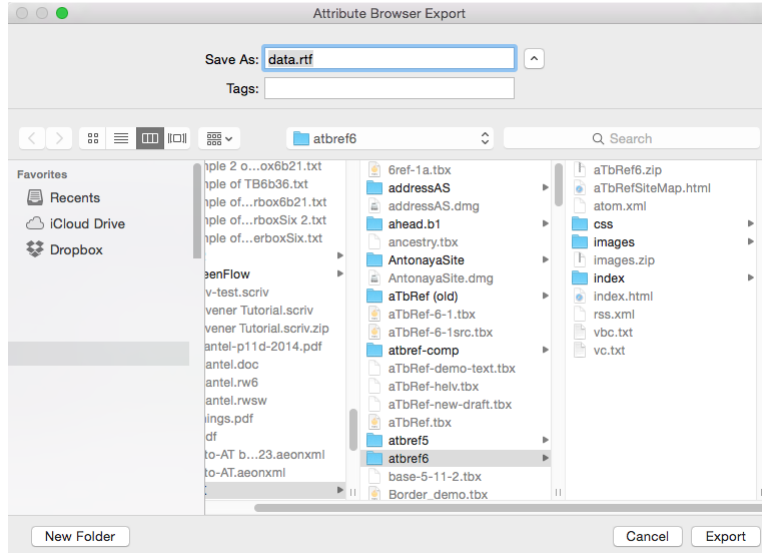 Attribute Browser Export
Save As: data.rtf
Tags:
atbref6
Search
Favorites
Recents
iCloud Drive
Dropbox
nple 2 o...ox6b21.txt
nple of TB6b36.txt
nple of...rbox6b21.txt
nple of...rboxSix 2.txt
nple of...erboxSix.txt
eenFlow
v-test.scriv
vener Tutorial.scriv
vener Tutorial.scriv.zip
antel-p11d-2014.pdf
antel.doc
antel.rw6
antel.rwsw
nings.pdf
df
to-AT b...23.aeonxml
to-AT.aeonxml
6ref-1a.tbx
addressAS
addressAS.dmg
ahead.b1
ancestry.tbx
AntonayaSite
AntonayaSite.dmg
aTbRef (old)
aTbRef-6-1.tbx
aTbRef-6-1src.tbx
atbref-comp
aTbRef-demo-text.tbx
aTbRef-helv.tbx
aTbRef-new-draft.tbx
aTbRef.tbx
atbref5
atbref6
base-5-11-2.tbx
Border_demo.tbx
aTbRef6.zip
aTbRefSiteMap.html
atom.xml
css
images
images.zip
index
index.html
rss.xml
vbc.txt
vc.txt
New Folder
Cancel
Export